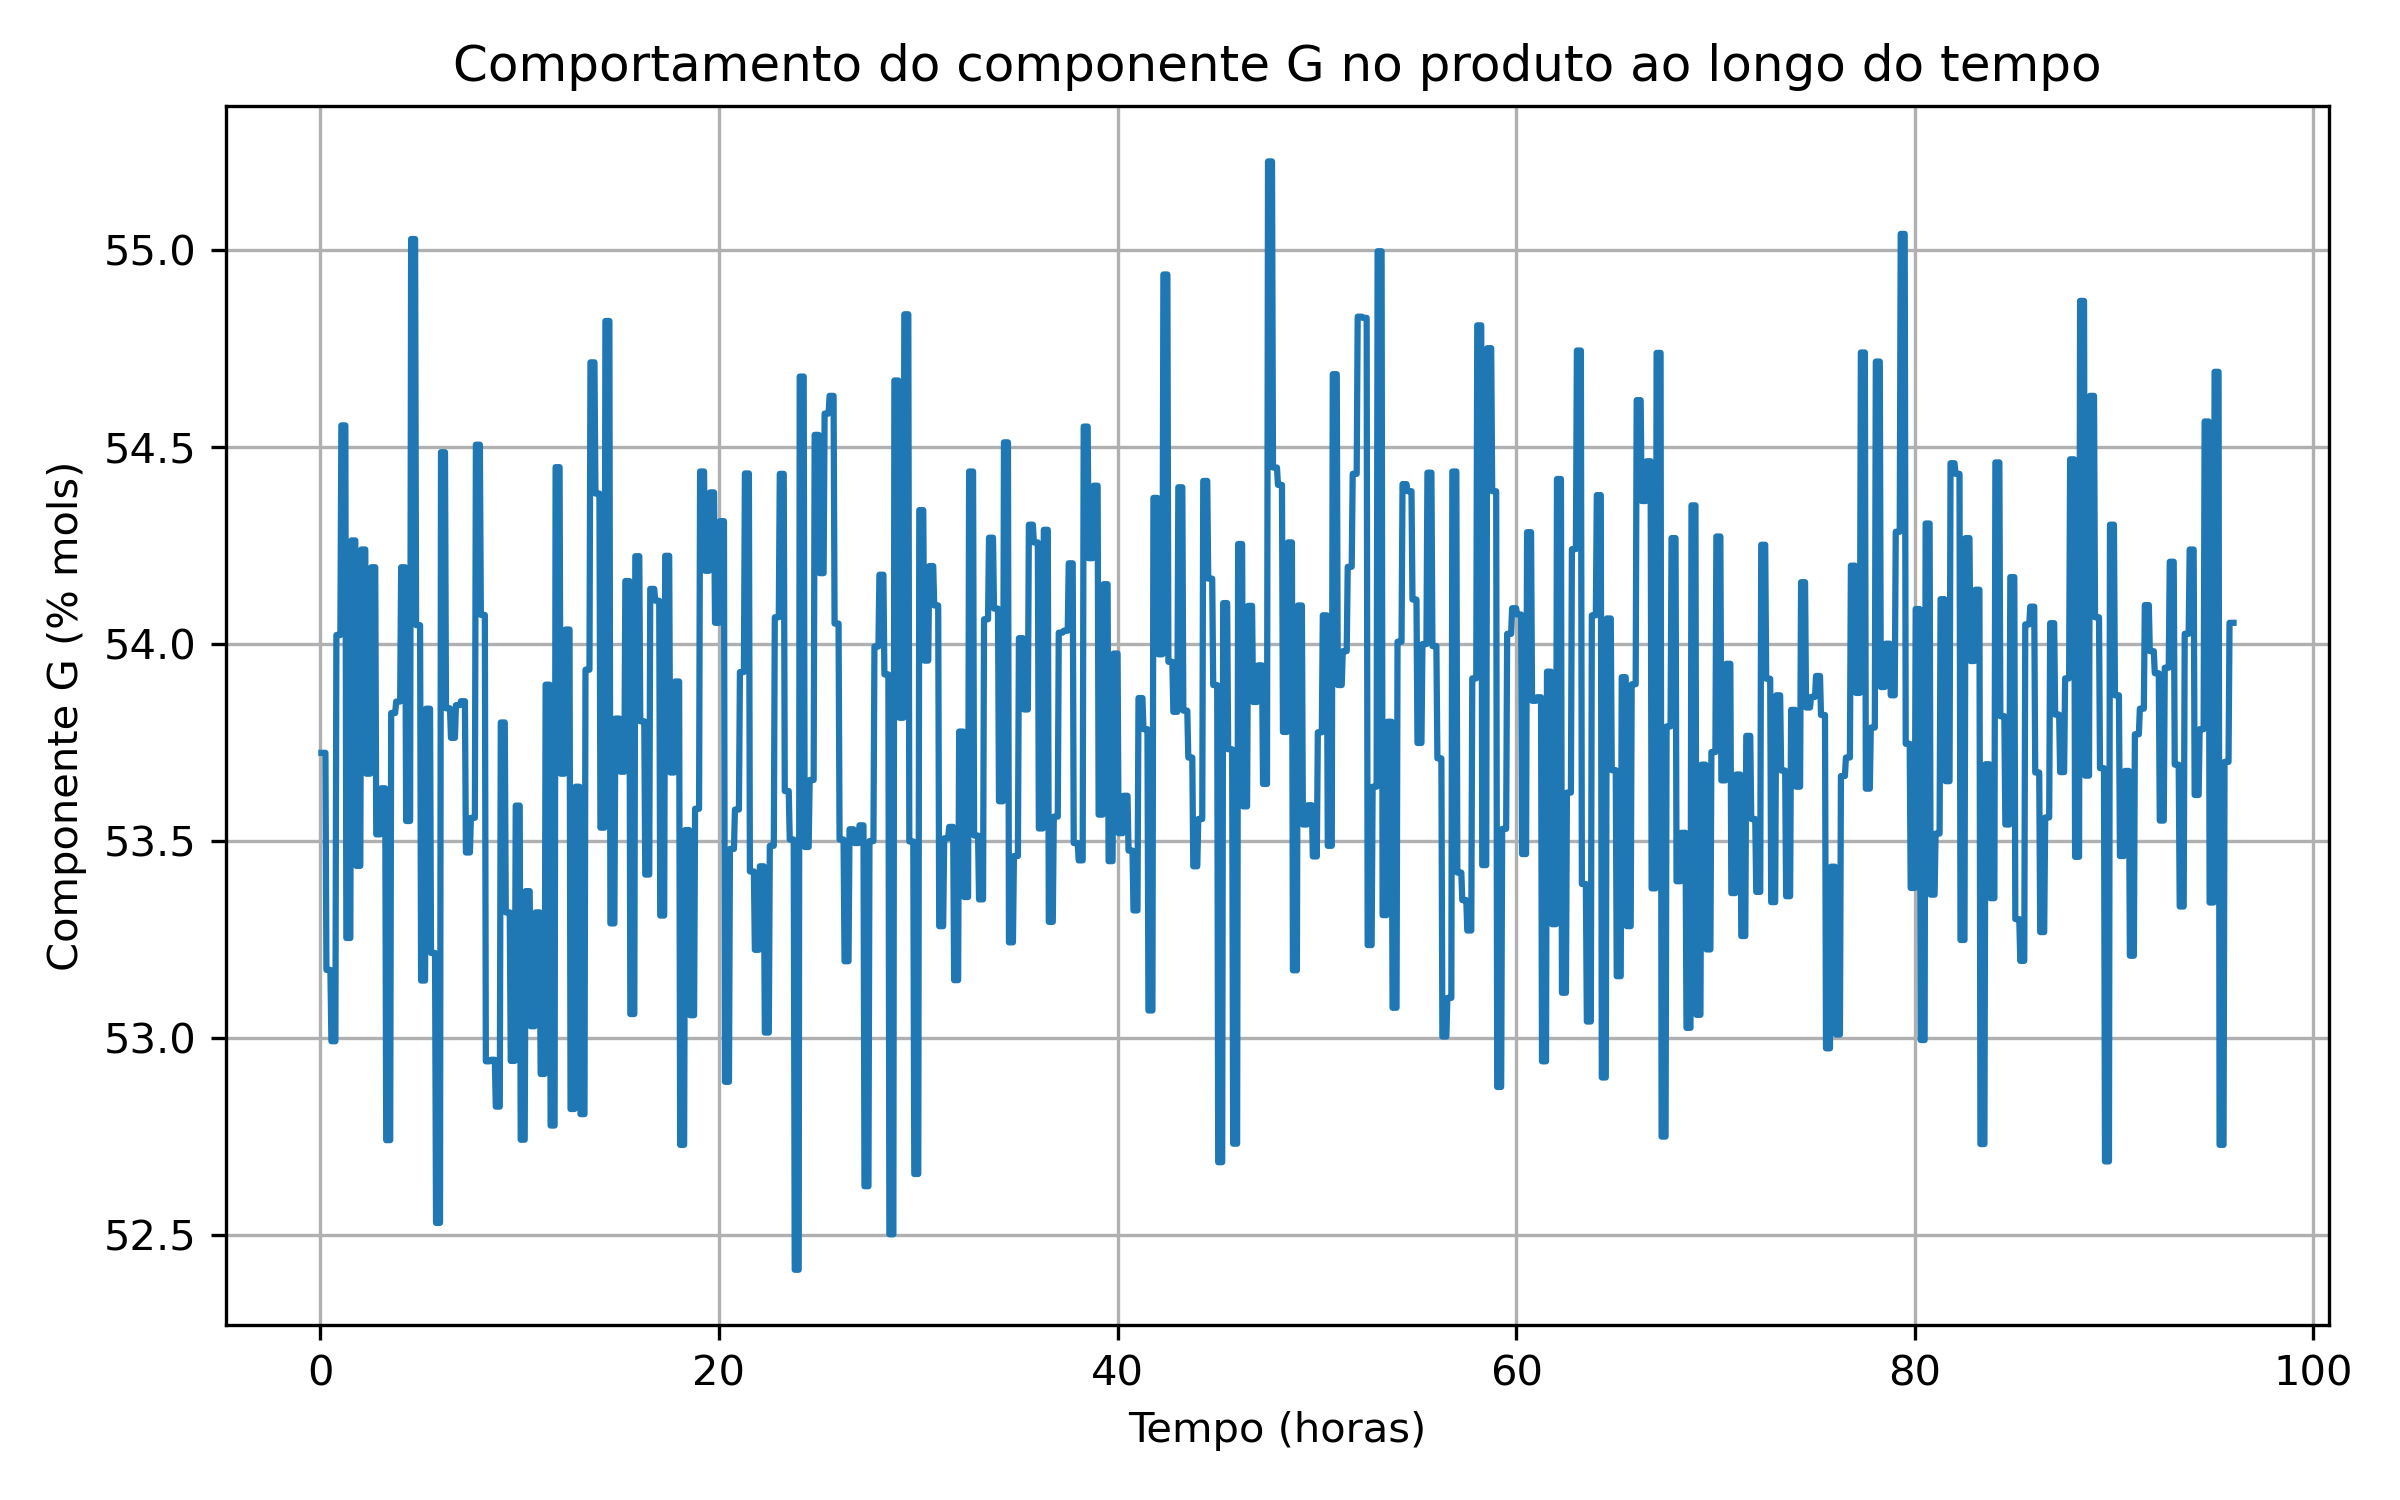 Comportamento do componente G no produto ao longo do tempo
Componente G (% mols)
55.0
54.5
54.0
53.5
53.0
52.5
0 20 40 60 80 100
Tempo (horas)